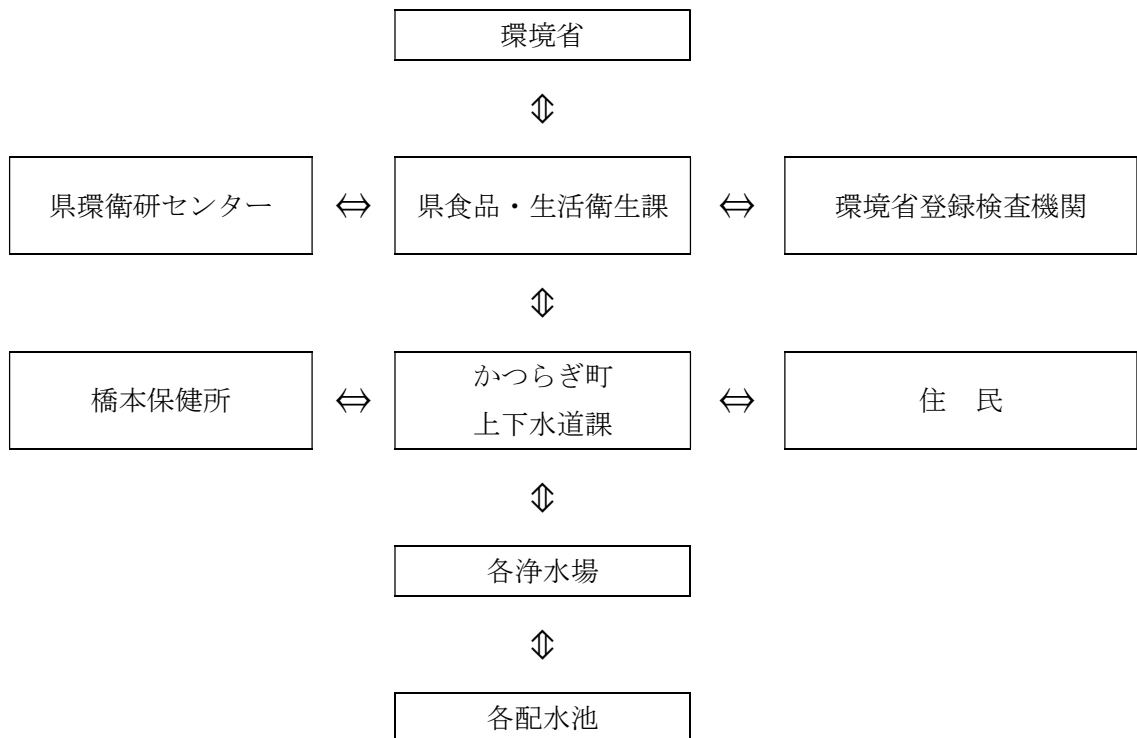 環境省
⇕
県環衛研センター ⇔ 県食品・生活衛生課 ⇔ 環境省登録検査機関
⇕
橋本保健所 ⇔ かつらぎ町
上下水道課 ⇔ 住　民
⇕
各浄水場
⇕
各配水池